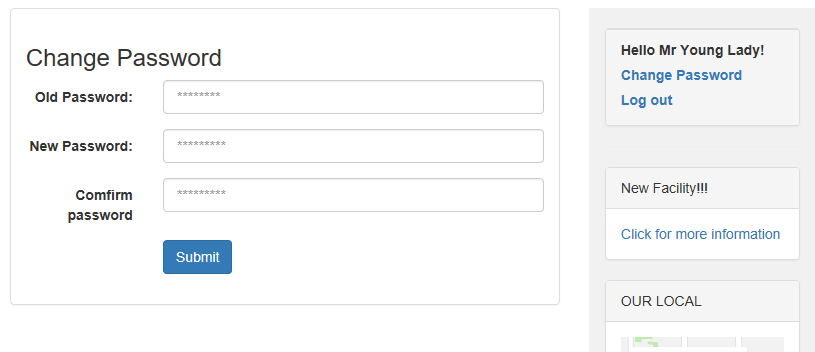 Change Password
Old Password:
********
New Password:
*********
Comfirm
password
*********
Submit
Hello Mr Young Lady!
Change Password
Log out
New Facility!!!
Click for more information
OUR LOCAL